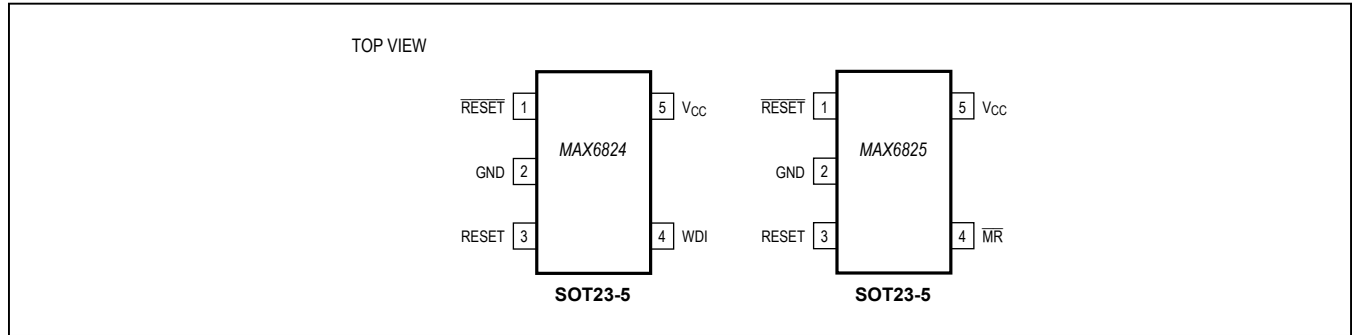 TOP VIEW
RESET 1
GND 2
RESET 3
MAX6824
5 VCC
4 WDI
SOT23-5
RESET 1
GND 2
RESET 3
MAX6825
5 VCC
4 MR
SOT23-5